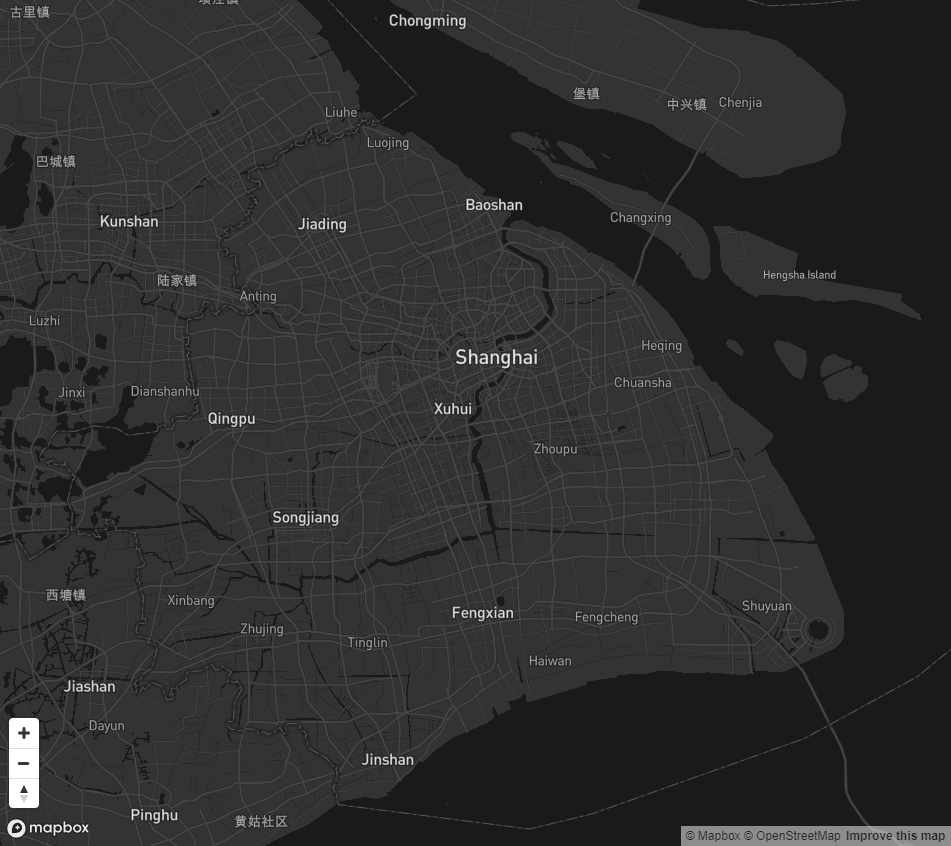 古里镇
Chongming
堡镇
中兴镇
Chenjia
Liuhe
Luojing
巴城镇
Baoshan
Kunshan
Jiading
Changxing
陆家镇
Hengsha Island
Anting
Luzhi
Heqing
Shanghai
Chuansha
Jinxi
Dianshanhu
Xuhui
Qingpu
Zhoupu
Songjiang
西塘镇
Xinbang
Shuyuan
Fengxian
Fengcheng
Zhujing
Tinglin
Haiwan
Jiashan
Dayun
Jinshan
Pinghu
黄姑社区
mapbox
© Mapbox © OpenStreetMap Improve this map